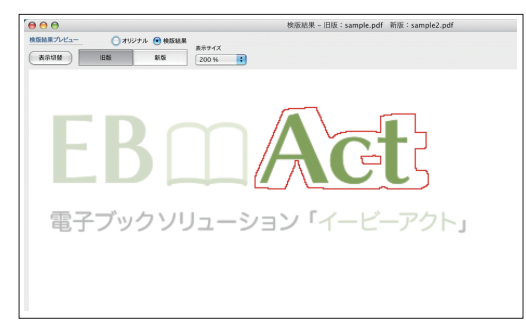 検版結果 – 旧版：sample.pdf 新版：sample2.pdf
検版結果プレビュー オリジナル 検版結果
表示サイズ
表示切替 旧版 新版 200 %
EB Act
電子ブックソリューション「イービーアクト」